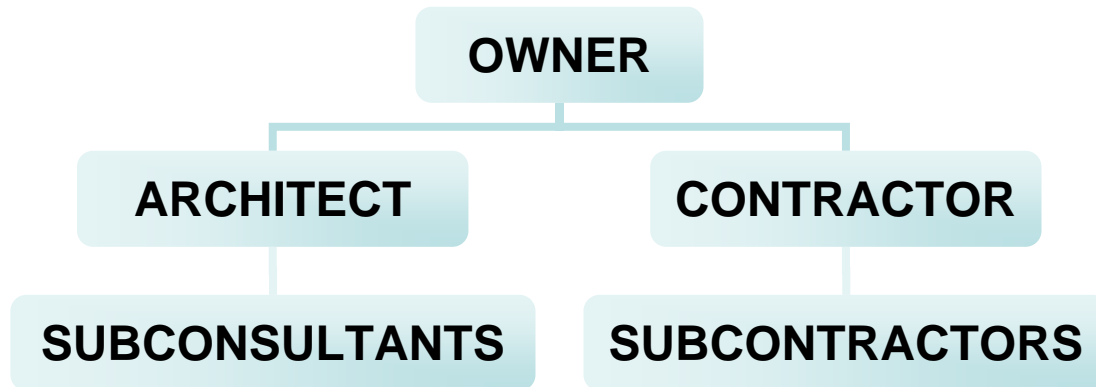 OWNER
ARCHITECT
CONTRACTOR
SUBCONSULTANTS
SUBCONTRACTORS